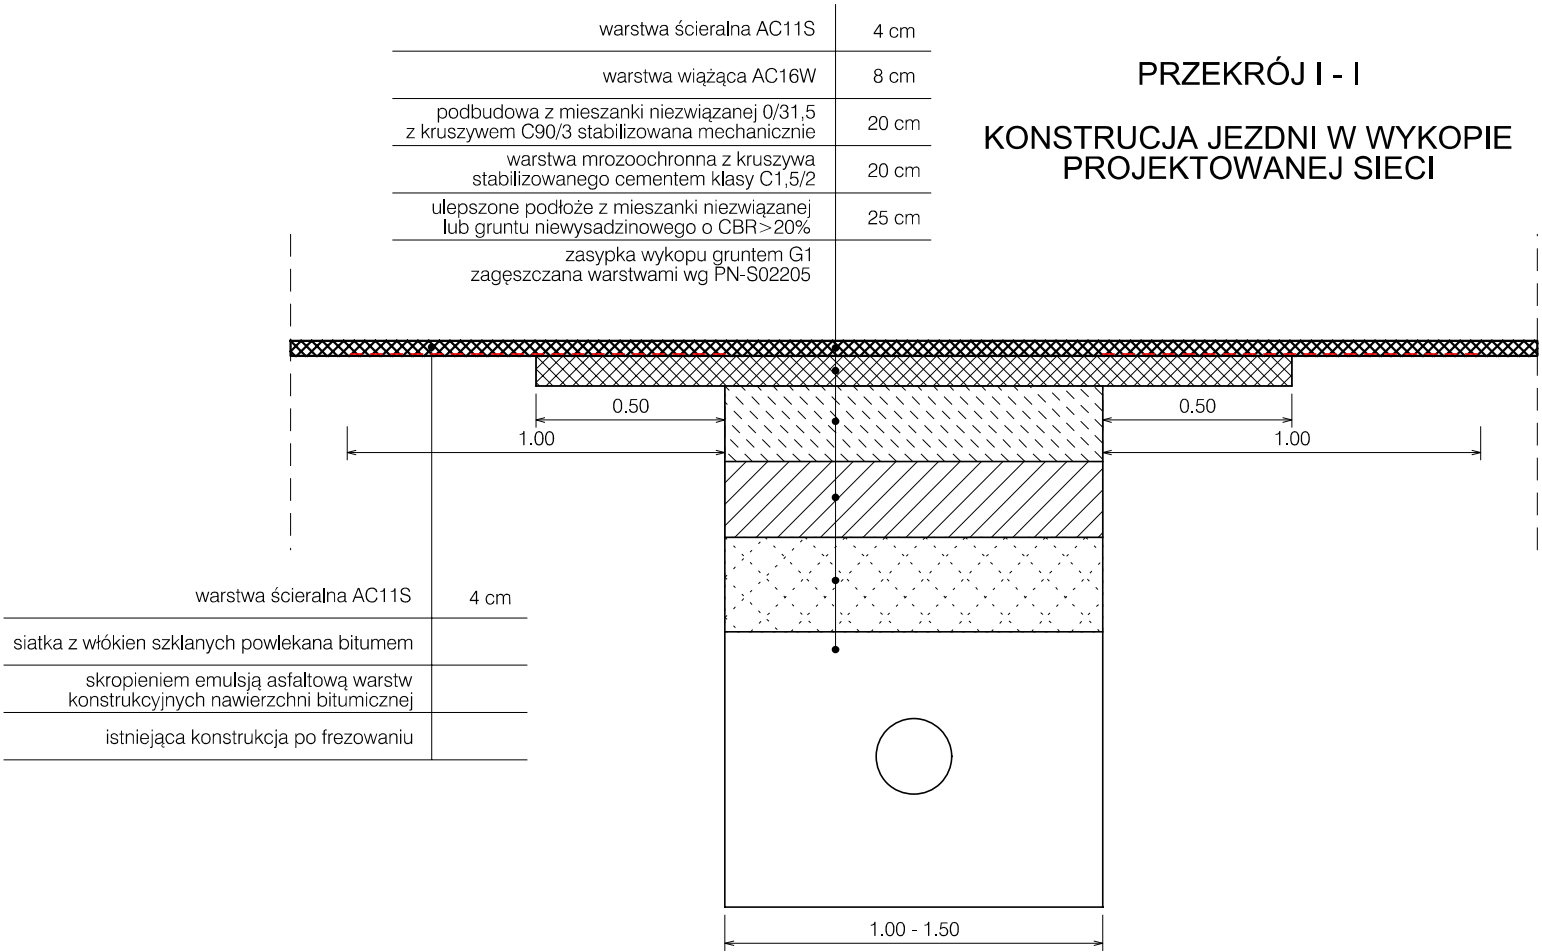 warstwa ścieralna AC11S 4 cm
warstwa wiążąca AC16W 8 cm
podbudowa z mieszanki niezwiązanej 0/31,5
z kruszywem C90/3 stabilizowana mechanicznie 20 cm
warstwa mrozoochronna z kruszywa
stabilizowanego cementem klasy C1,5/2 20 cm
ulepszone podłoże z mieszanki niezwiązanej
lub gruntu niewysadzinowego o CBR>20% 25 cm
zasypka wykopu gruntem G1
zagęszczana warstwami wg PN-S02205
PRZEKRÓJ I - I
KONSTRUCJA JEZDNI W WYKOPIE
PROJEKTOWANEJ SIECI
0.50
0.50
1.00
1.00
warstwa ścieralna AC11S 4 cm
siatka z włókien szklanych powlekana bitumem
skropieniem emulsją asfaltową warstw
konstrukcyjnych nawierzchni bitumicznej
istniejąca konstrukcja po frezowaniu
1.00 - 1.50